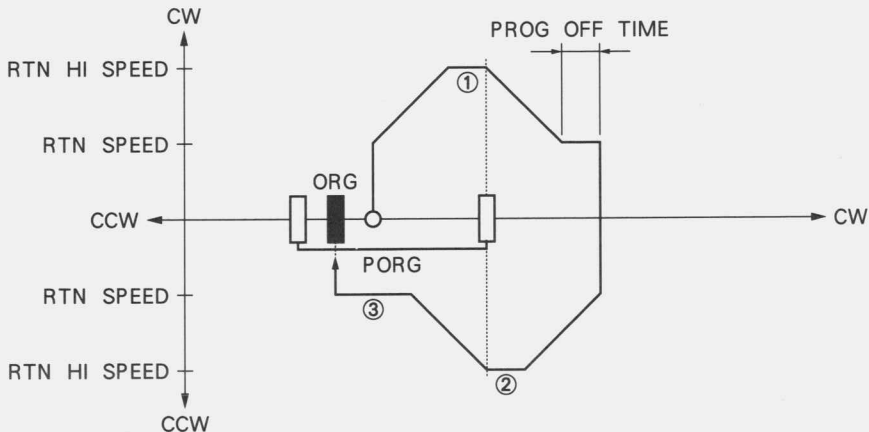 CW
PROG OFF TIME
RTN HI SPEED
①
RTN SPEED
ORG
CCW
CW
PORG
RTN SPEED
③
RTN HI SPEED
②
CCW